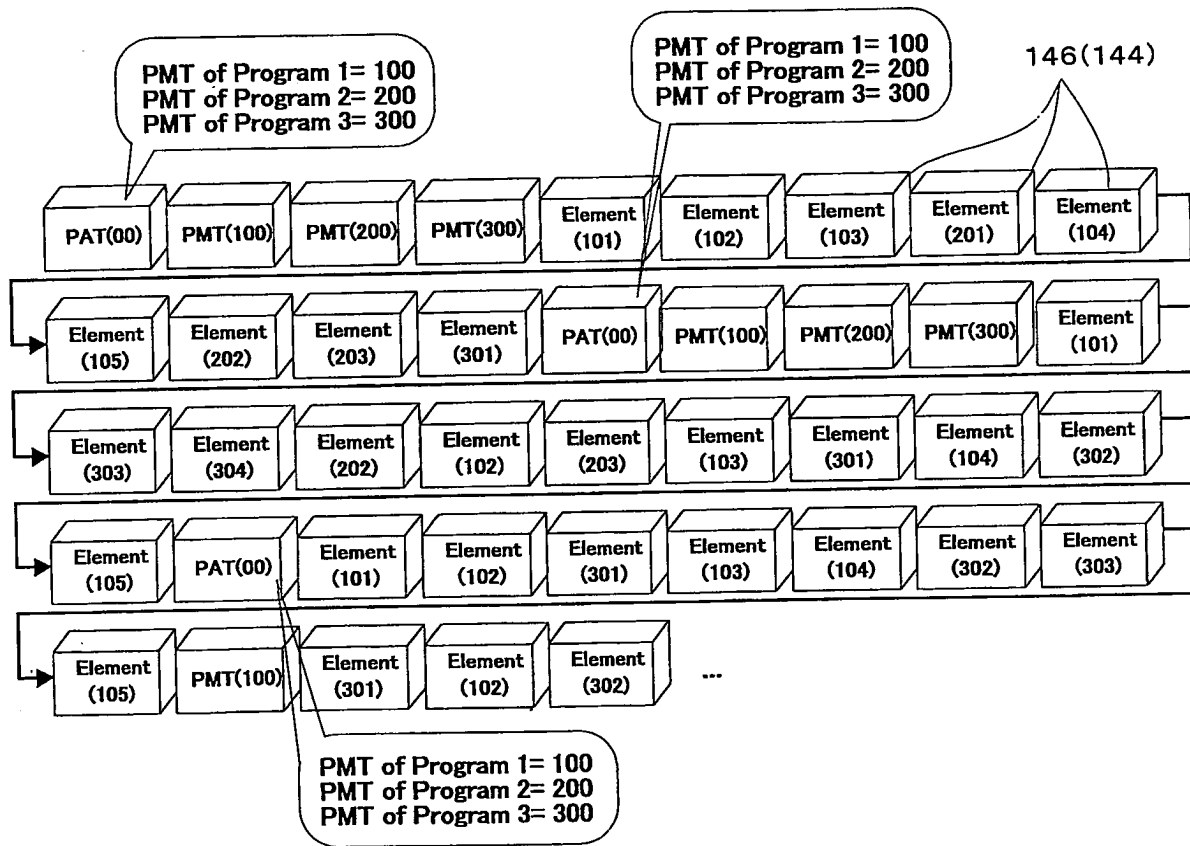 PMT of Program 1= 100
PMT of Program 2= 200
PMT of Program 3= 300
PMT of Program 1= 100
PMT of Program 2= 200
PMT of Program 3= 300
146(144)
PAT(00)
PMT(100)
PMT(200)
PMT(300)
Element
(101)
Element
(102)
Element
(103)
Element
(201)
Element
(104)
Element
(105)
Element
(202)
Element
(203)
Element
(301)
PAT(00)
PMT(100)
PMT(200)
PMT(300)
Element
(101)
Element
(303)
Element
(304)
Element
(202)
Element
(102)
Element
(203)
Element
(103)
Element
(301)
Element
(104)
Element
(302)
Element
(105)
PAT(00)
Element
(101)
Element
(102)
Element
(301)
Element
(103)
Element
(104)
Element
(302)
Element
(303)
Element
(105)
PMT(100)
Element
(301)
Element
(102)
Element
(302)
...
PMT of Program 1= 100
PMT of Program 2= 200
PMT of Program 3= 300